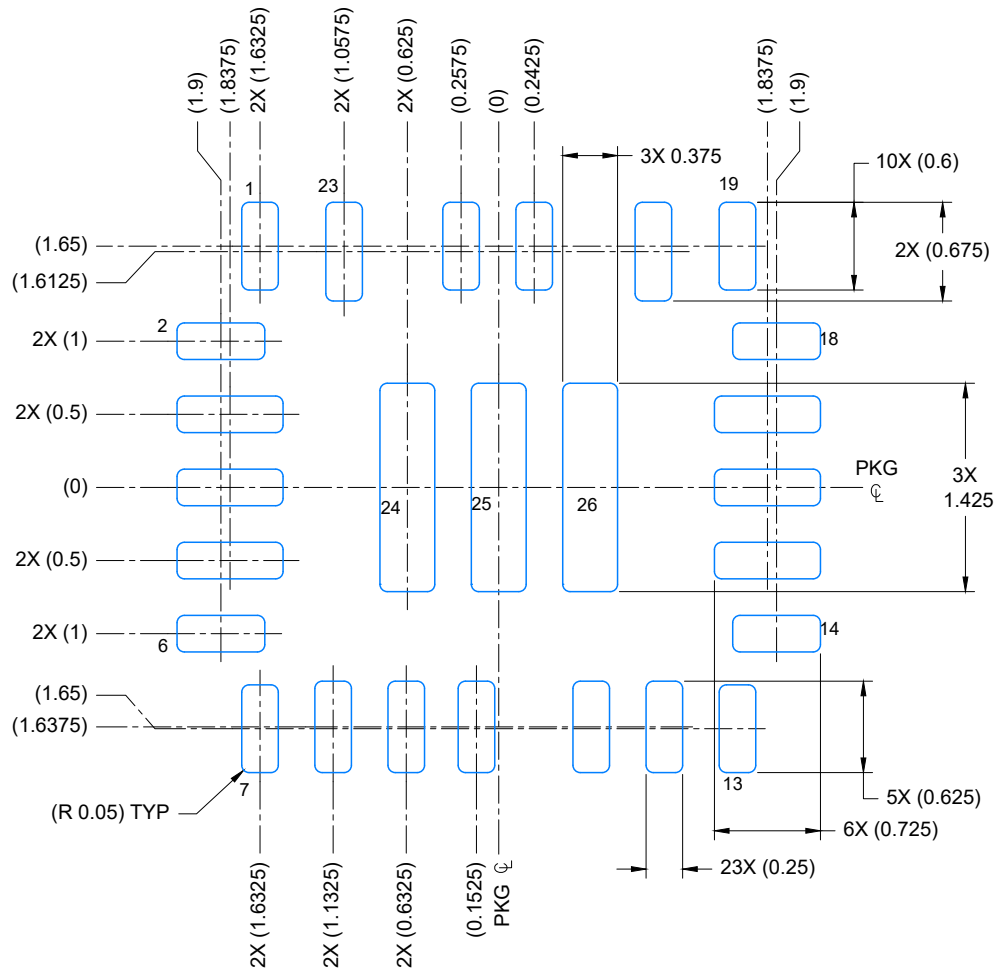 (1.9)
(1.8375)
2X (1.6325)
2X (1.0575)
2X (0.625)
(0.2575)
(0)
(0.2425)
(1.8375)
(1.9)
3X 0.375
10X (0.6)
1
23
19
(1.65)
2X (0.675)
(1.6125)
2
18
2X (1)
2X (0.5)
PKG
℄
(0)
3X
1.425
24
25
26
2X (0.5)
2X (1)
6
14
(1.65)
(1.6375)
7
13
(R 0.05) TYP
5X (0.625)
6X (0.725)
23X (0.25)
2X (1.6325)
2X (1.1325)
2X (0.6325)
(0.1525)
PKG ℄